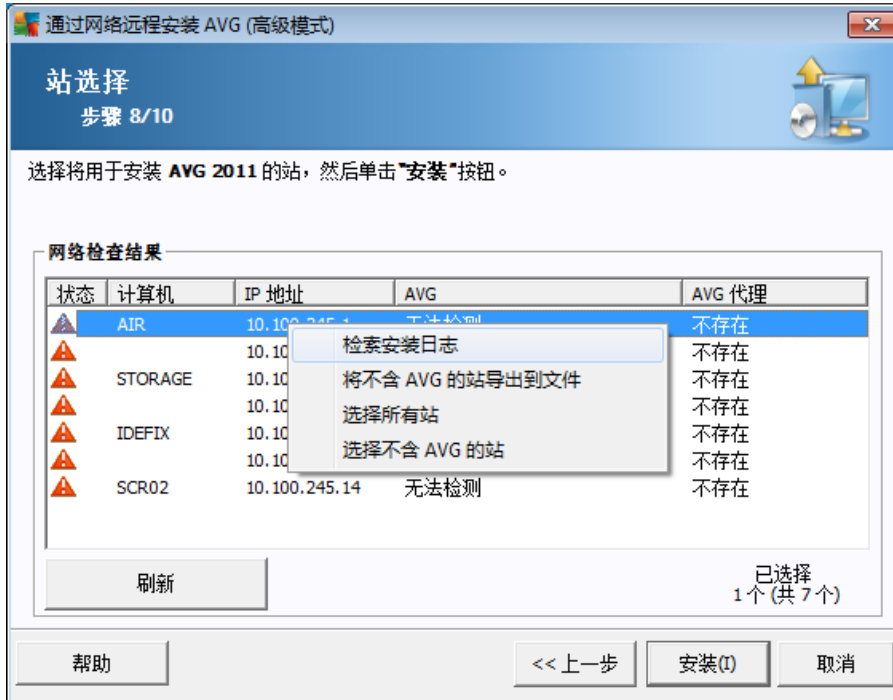 通过网络远程安装 AVG (高级模式)
站选择
步骤 8/10
选择将用于安装 AVG 2011 的站，然后单击"安装"按钮。
网络检查结果
状态 计算机 IP 地址 AVG AVG 代理
AIR 10.100.245.1 无法检测 不存在
10.10 不存在
STORAGE 10.10 不存在
10.10 不存在
IDEFIX 10.10 不存在
10.10 不存在
SCR02 10.100.245.14 无法检测 不存在
检索安装日志
将不含 AVG 的站导出到文件
选择所有站
选择不含 AVG 的站
刷新
已选择
1 个 (共 7 个)
帮助 << 上一步 安装(I) 取消